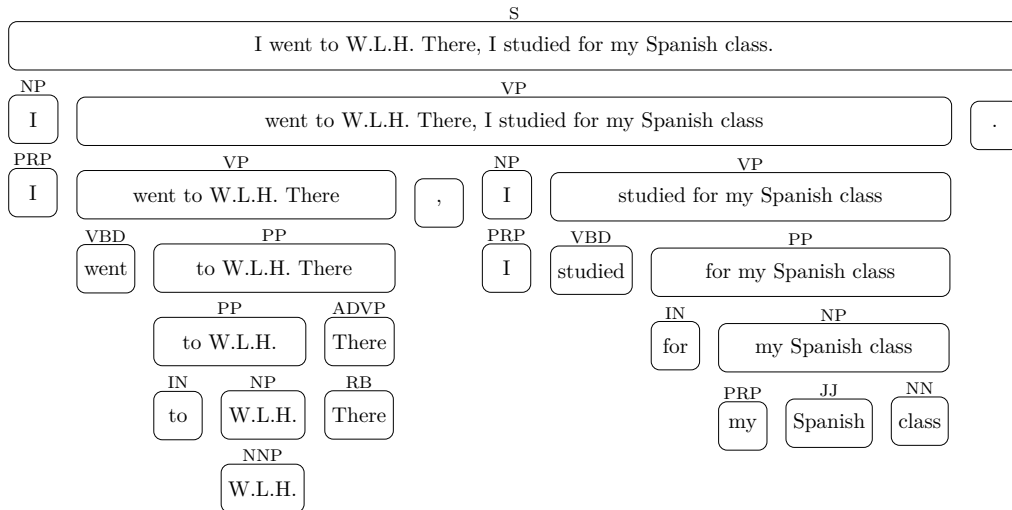 S
I went to W.L.H. There, I studied for my Spanish class.
NP VP
I went to W.L.H. There, I studied for my Spanish class .
PRP VP NP VP
I went to W.L.H. There , I studied for my Spanish class
VBD PP PRP VBD PP
went to W.L.H. There I studied for my Spanish class
PP ADVP IN NP
to W.L.H. There for my Spanish class
IN NP RB PRP JJ NN
to W.L.H. There my Spanish class
NNP
W.L.H.